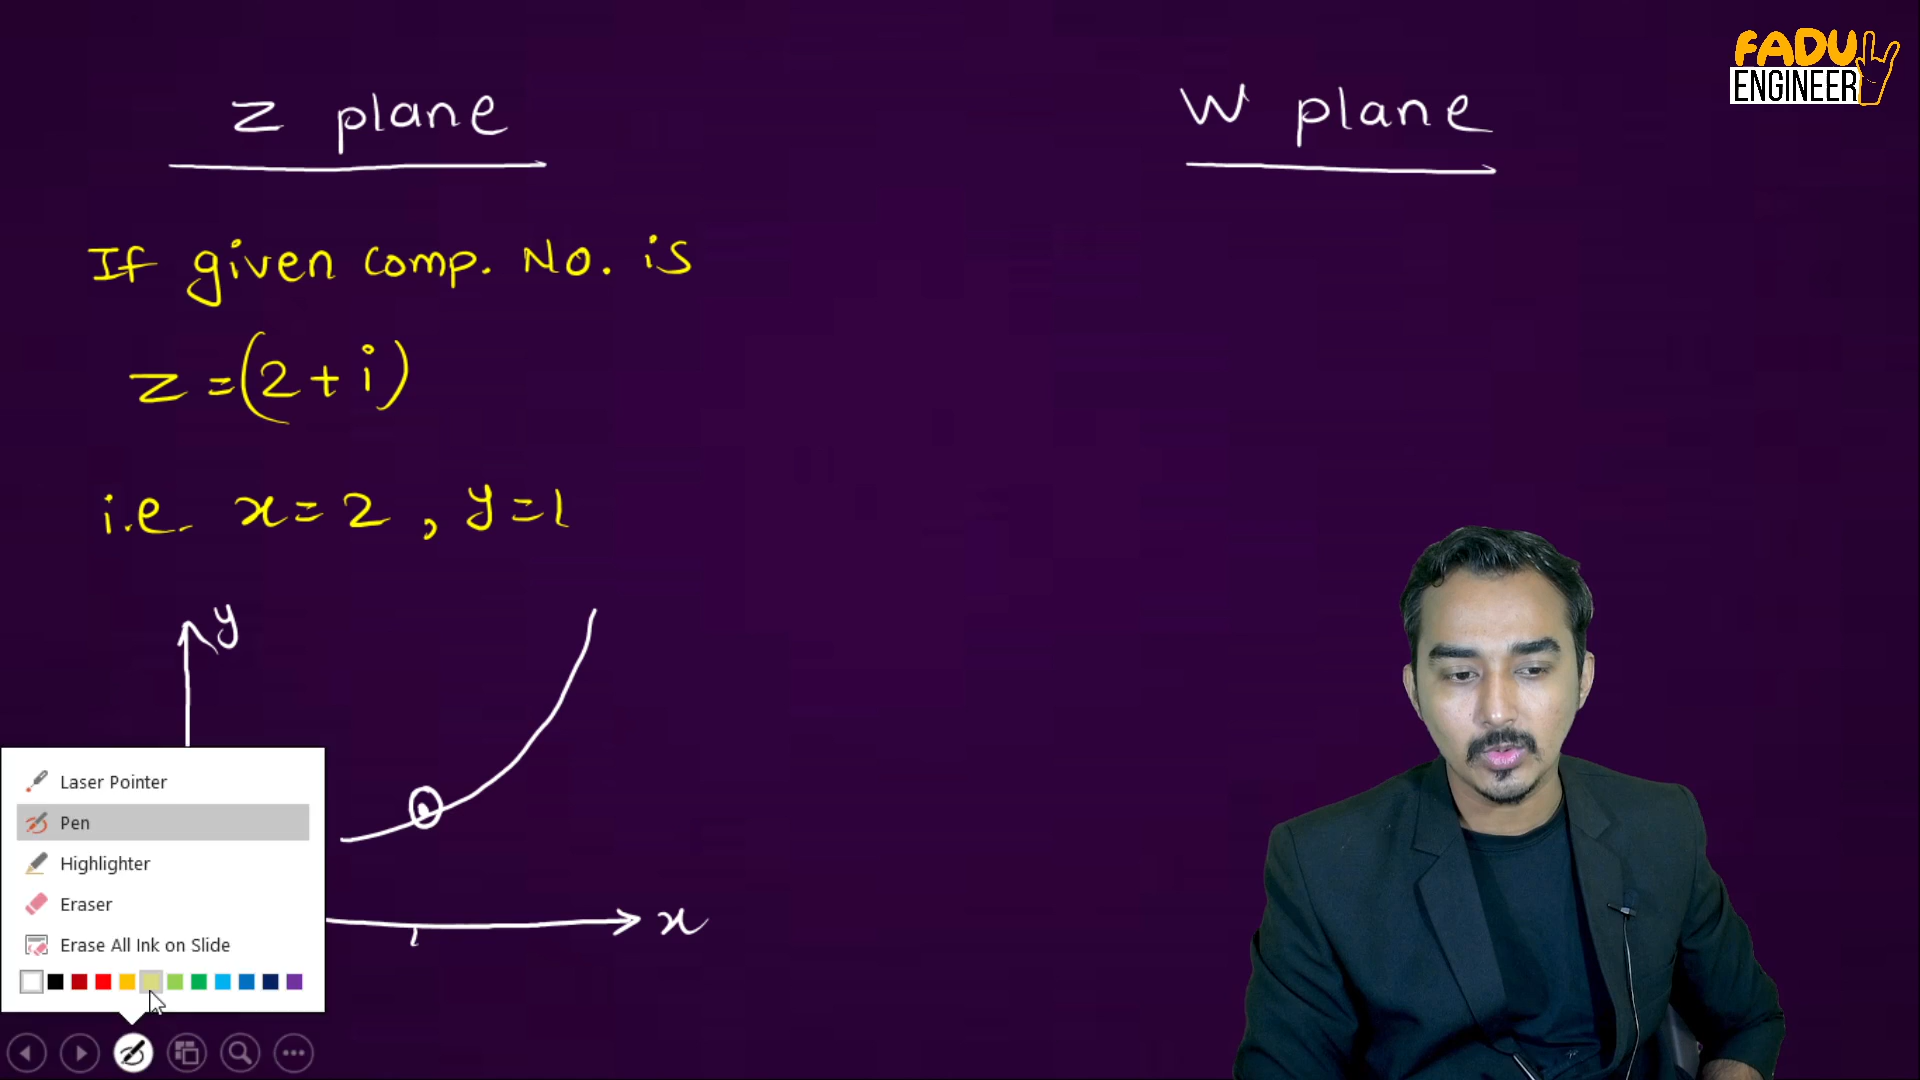 FADU
ENGINEER
z plane
W plane
If given comp. No. is
z = (2 + i)
i.e. x = 2 , y = 1
y
x
Laser Pointer
Pen
Highlighter
Eraser
Erase All Ink on Slide